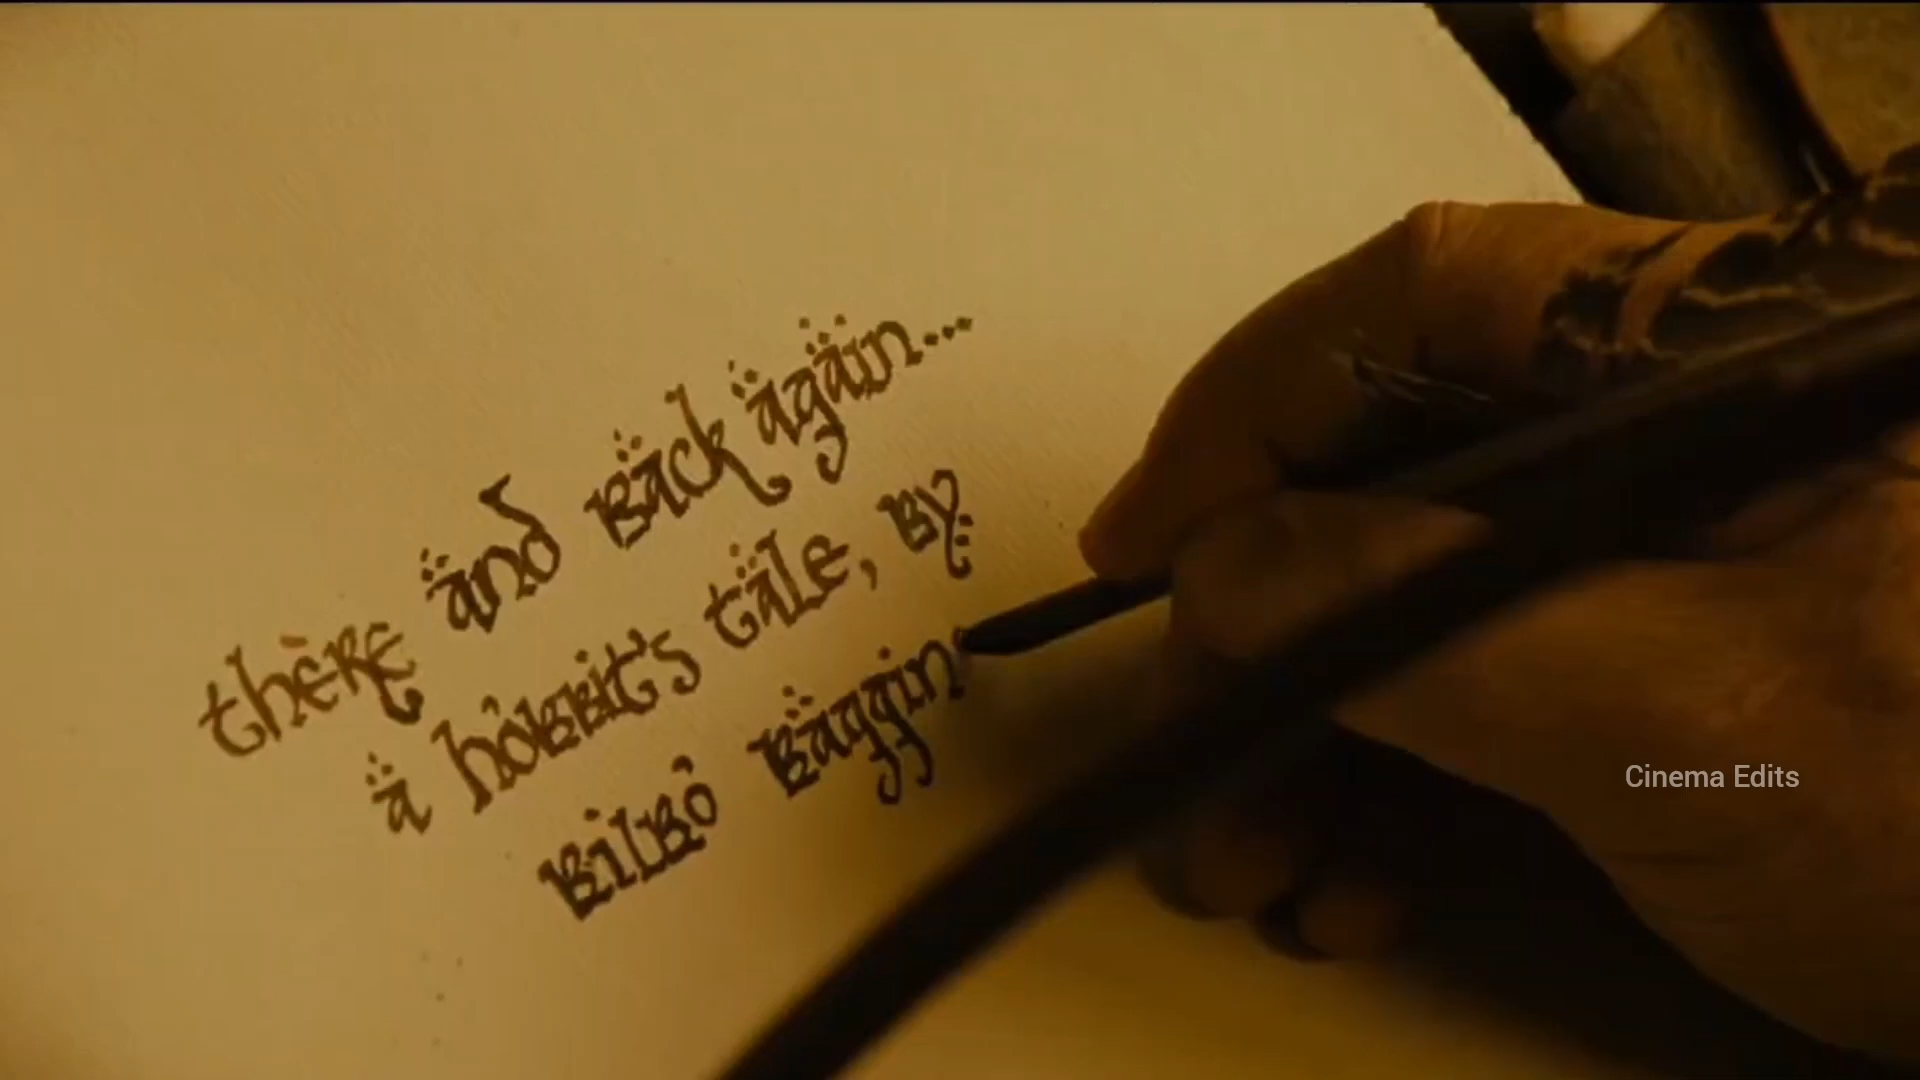 there and back again...
a hobbit's tale, by
Bilbo Baggin
Cinema Edits